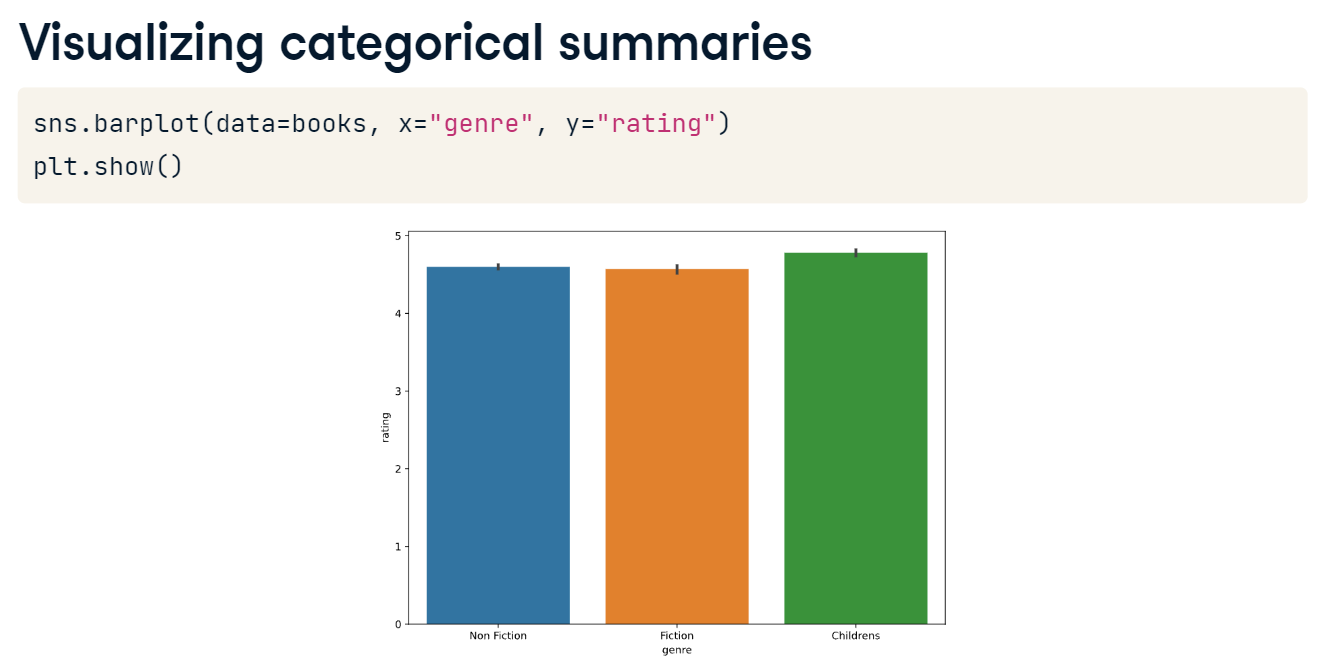 Visualizing categorical summaries
sns.barplot(data=books, x="genre", y="rating")
plt.show()
5
4
3
2
1
0
rating
Non Fiction
Fiction
Childrens
genre